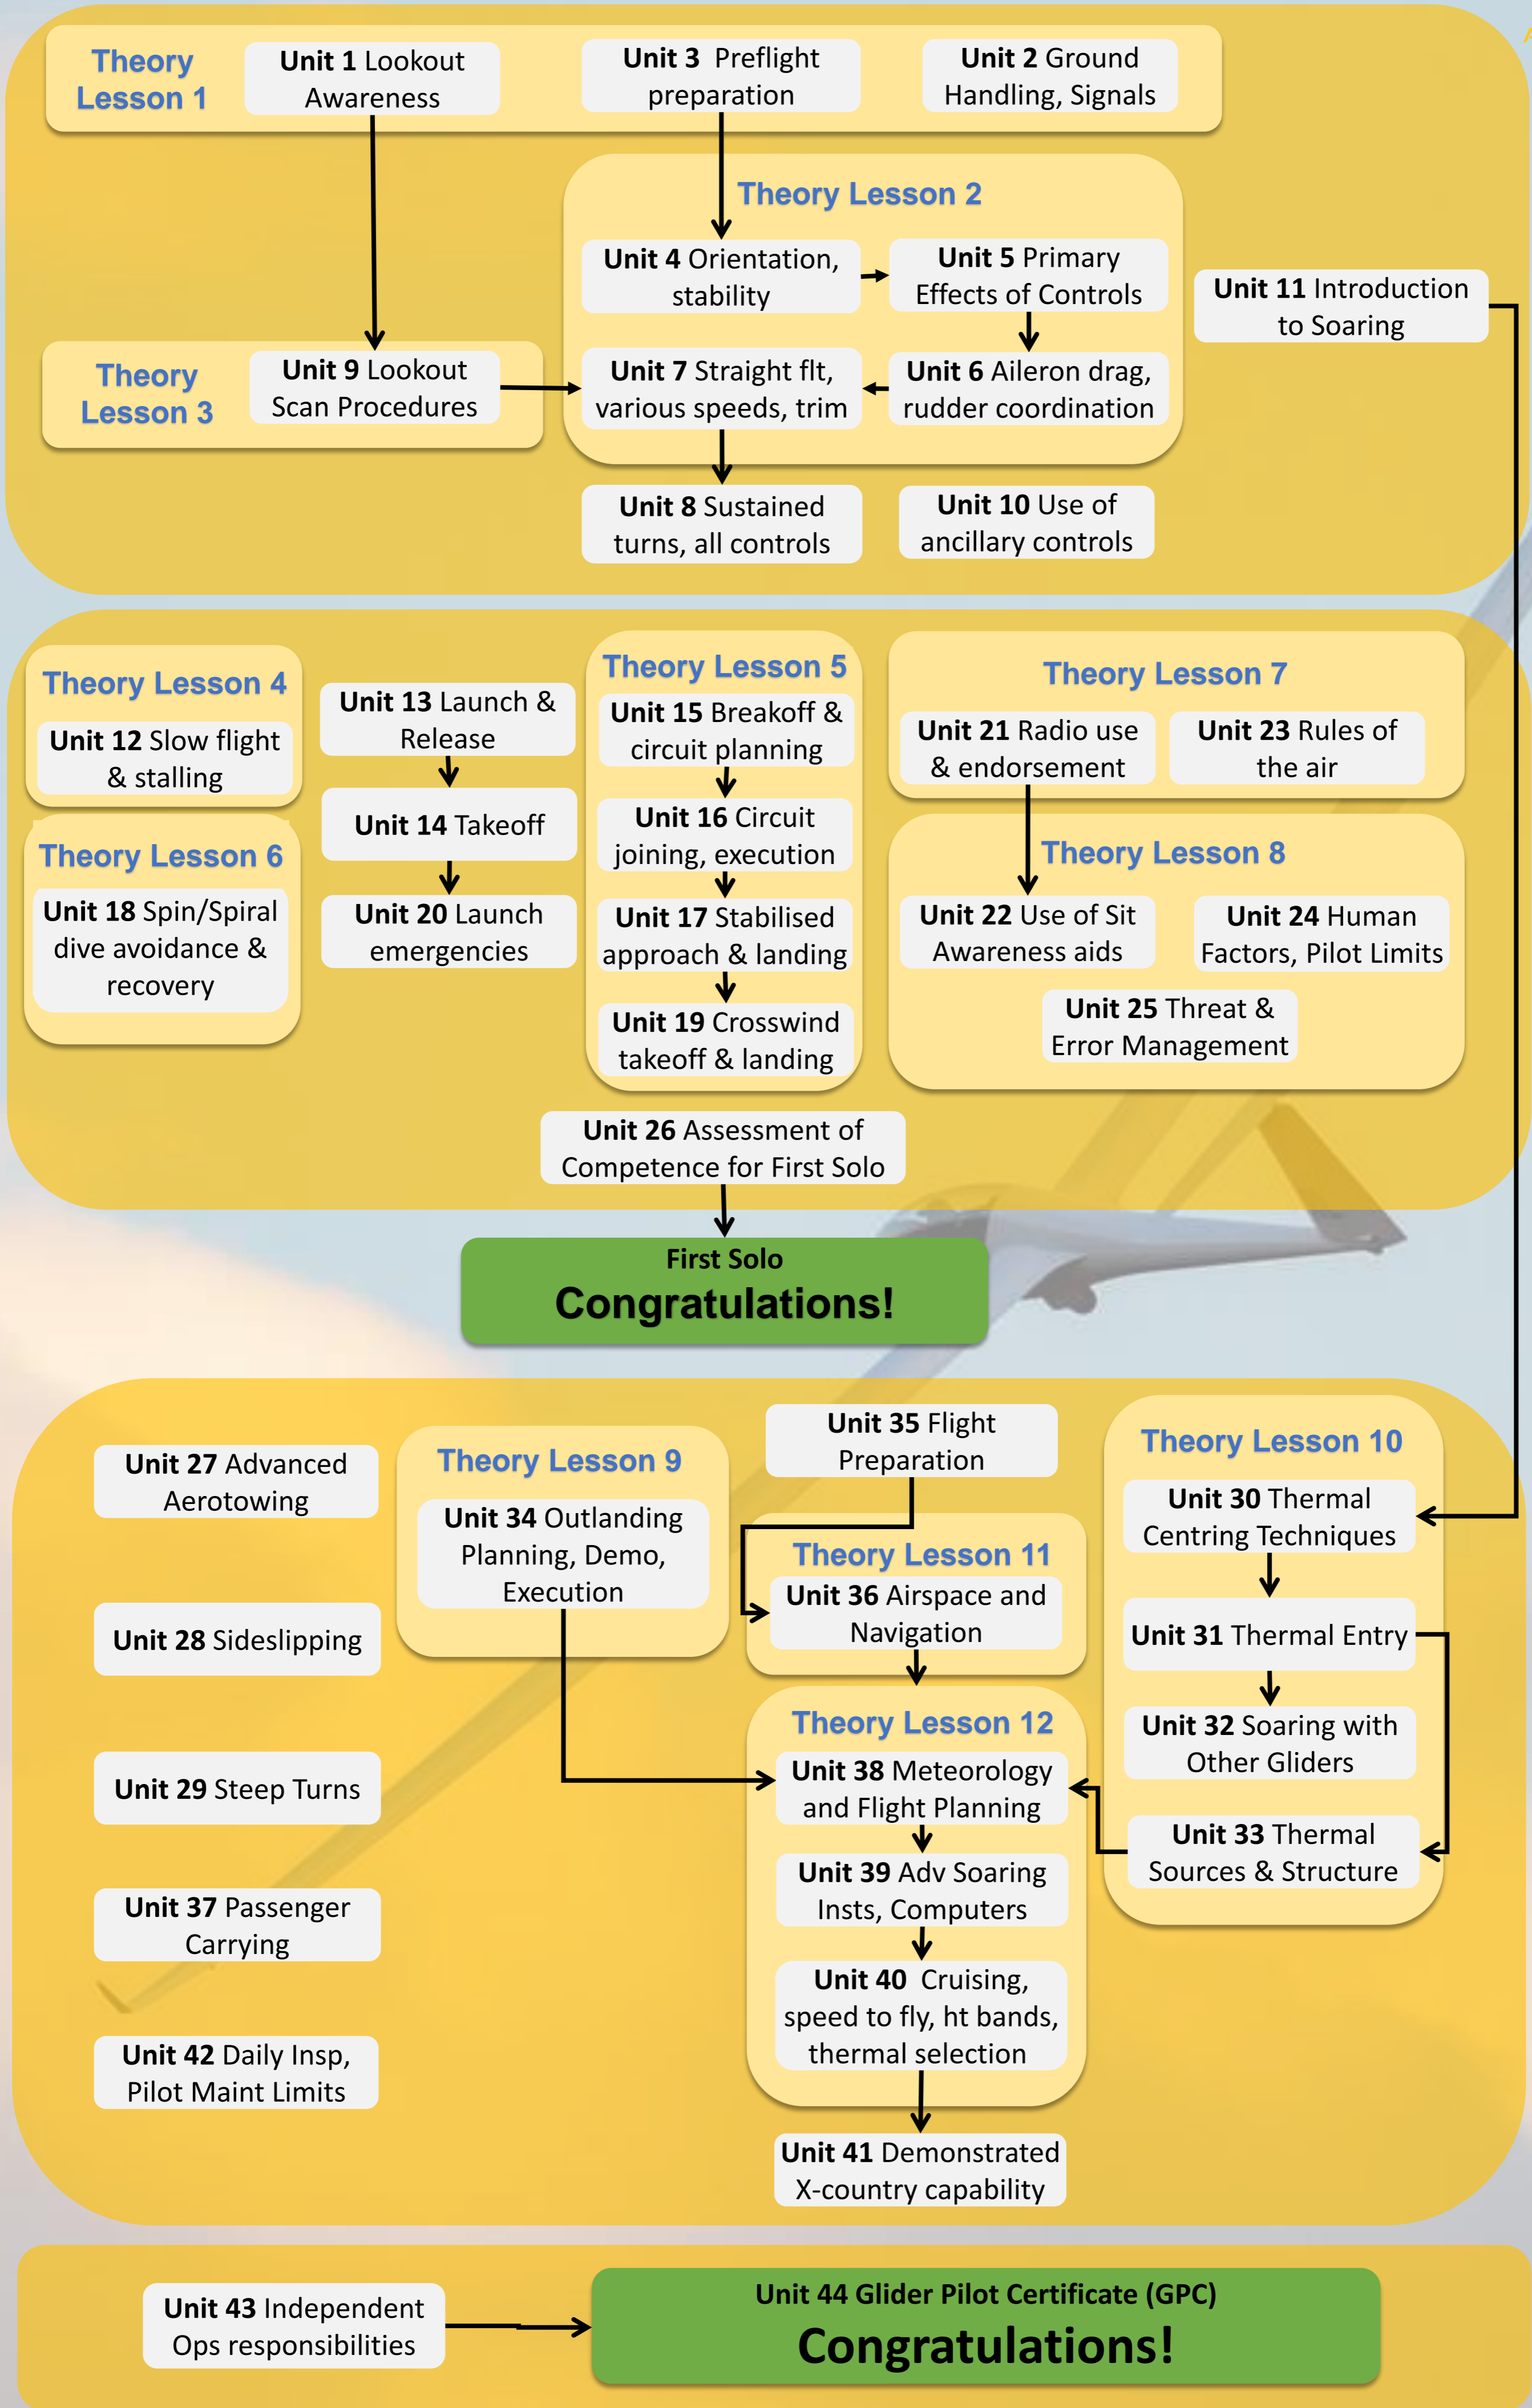 Theory
Lesson 1
Unit 1 Lookout
Awareness
Unit 3 Preflight
preparation
Unit 2 Ground
Handling, Signals
Theory Lesson 2
Unit 4 Orientation,
stability
Unit 5 Primary
Effects of Controls
Unit 11 Introduction
to Soaring
Theory
Lesson 3
Unit 9 Lookout
Scan Procedures
Unit 7 Straight flt,
various speeds, trim
Unit 6 Aileron drag,
rudder coordination
Unit 8 Sustained
turns, all controls
Unit 10 Use of
ancillary controls
Theory Lesson 4
Unit 12 Slow flight
& stalling
Theory Lesson 6
Unit 18 Spin/Spiral
dive avoidance &
recovery
Unit 13 Launch &
Release
Unit 14 Takeoff
Unit 20 Launch
emergencies
Theory Lesson 5
Unit 15 Breakoff &
circuit planning
Unit 16 Circuit
joining, execution
Unit 17 Stabilised
approach & landing
Unit 19 Crosswind
takeoff & landing
Theory Lesson 7
Unit 21 Radio use
& endorsement
Unit 23 Rules of
the air
Theory Lesson 8
Unit 22 Use of Sit
Awareness aids
Unit 24 Human
Factors, Pilot Limits
Unit 25 Threat &
Error Management
Unit 26 Assessment of
Competence for First Solo
First Solo
Congratulations!
Unit 27 Advanced
Aerotowing
Unit 28 Sideslipping
Unit 29 Steep Turns
Unit 37 Passenger
Carrying
Unit 42 Daily Insp,
Pilot Maint Limits
Theory Lesson 9
Unit 34 Outlanding
Planning, Demo,
Execution
Unit 35 Flight
Preparation
Theory Lesson 11
Unit 36 Airspace and
Navigation
Theory Lesson 12
Unit 38 Meteorology
and Flight Planning
Unit 39 Adv Soaring
Insts, Computers
Unit 40 Cruising,
speed to fly, ht bands,
thermal selection
Unit 41 Demonstrated
X-country capability
Theory Lesson 10
Unit 30 Thermal
Centring Techniques
Unit 31 Thermal Entry
Unit 32 Soaring with
Other Gliders
Unit 33 Thermal
Sources & Structure
Unit 43 Independent
Ops responsibilities
Unit 44 Glider Pilot Certificate (GPC)
Congratulations!